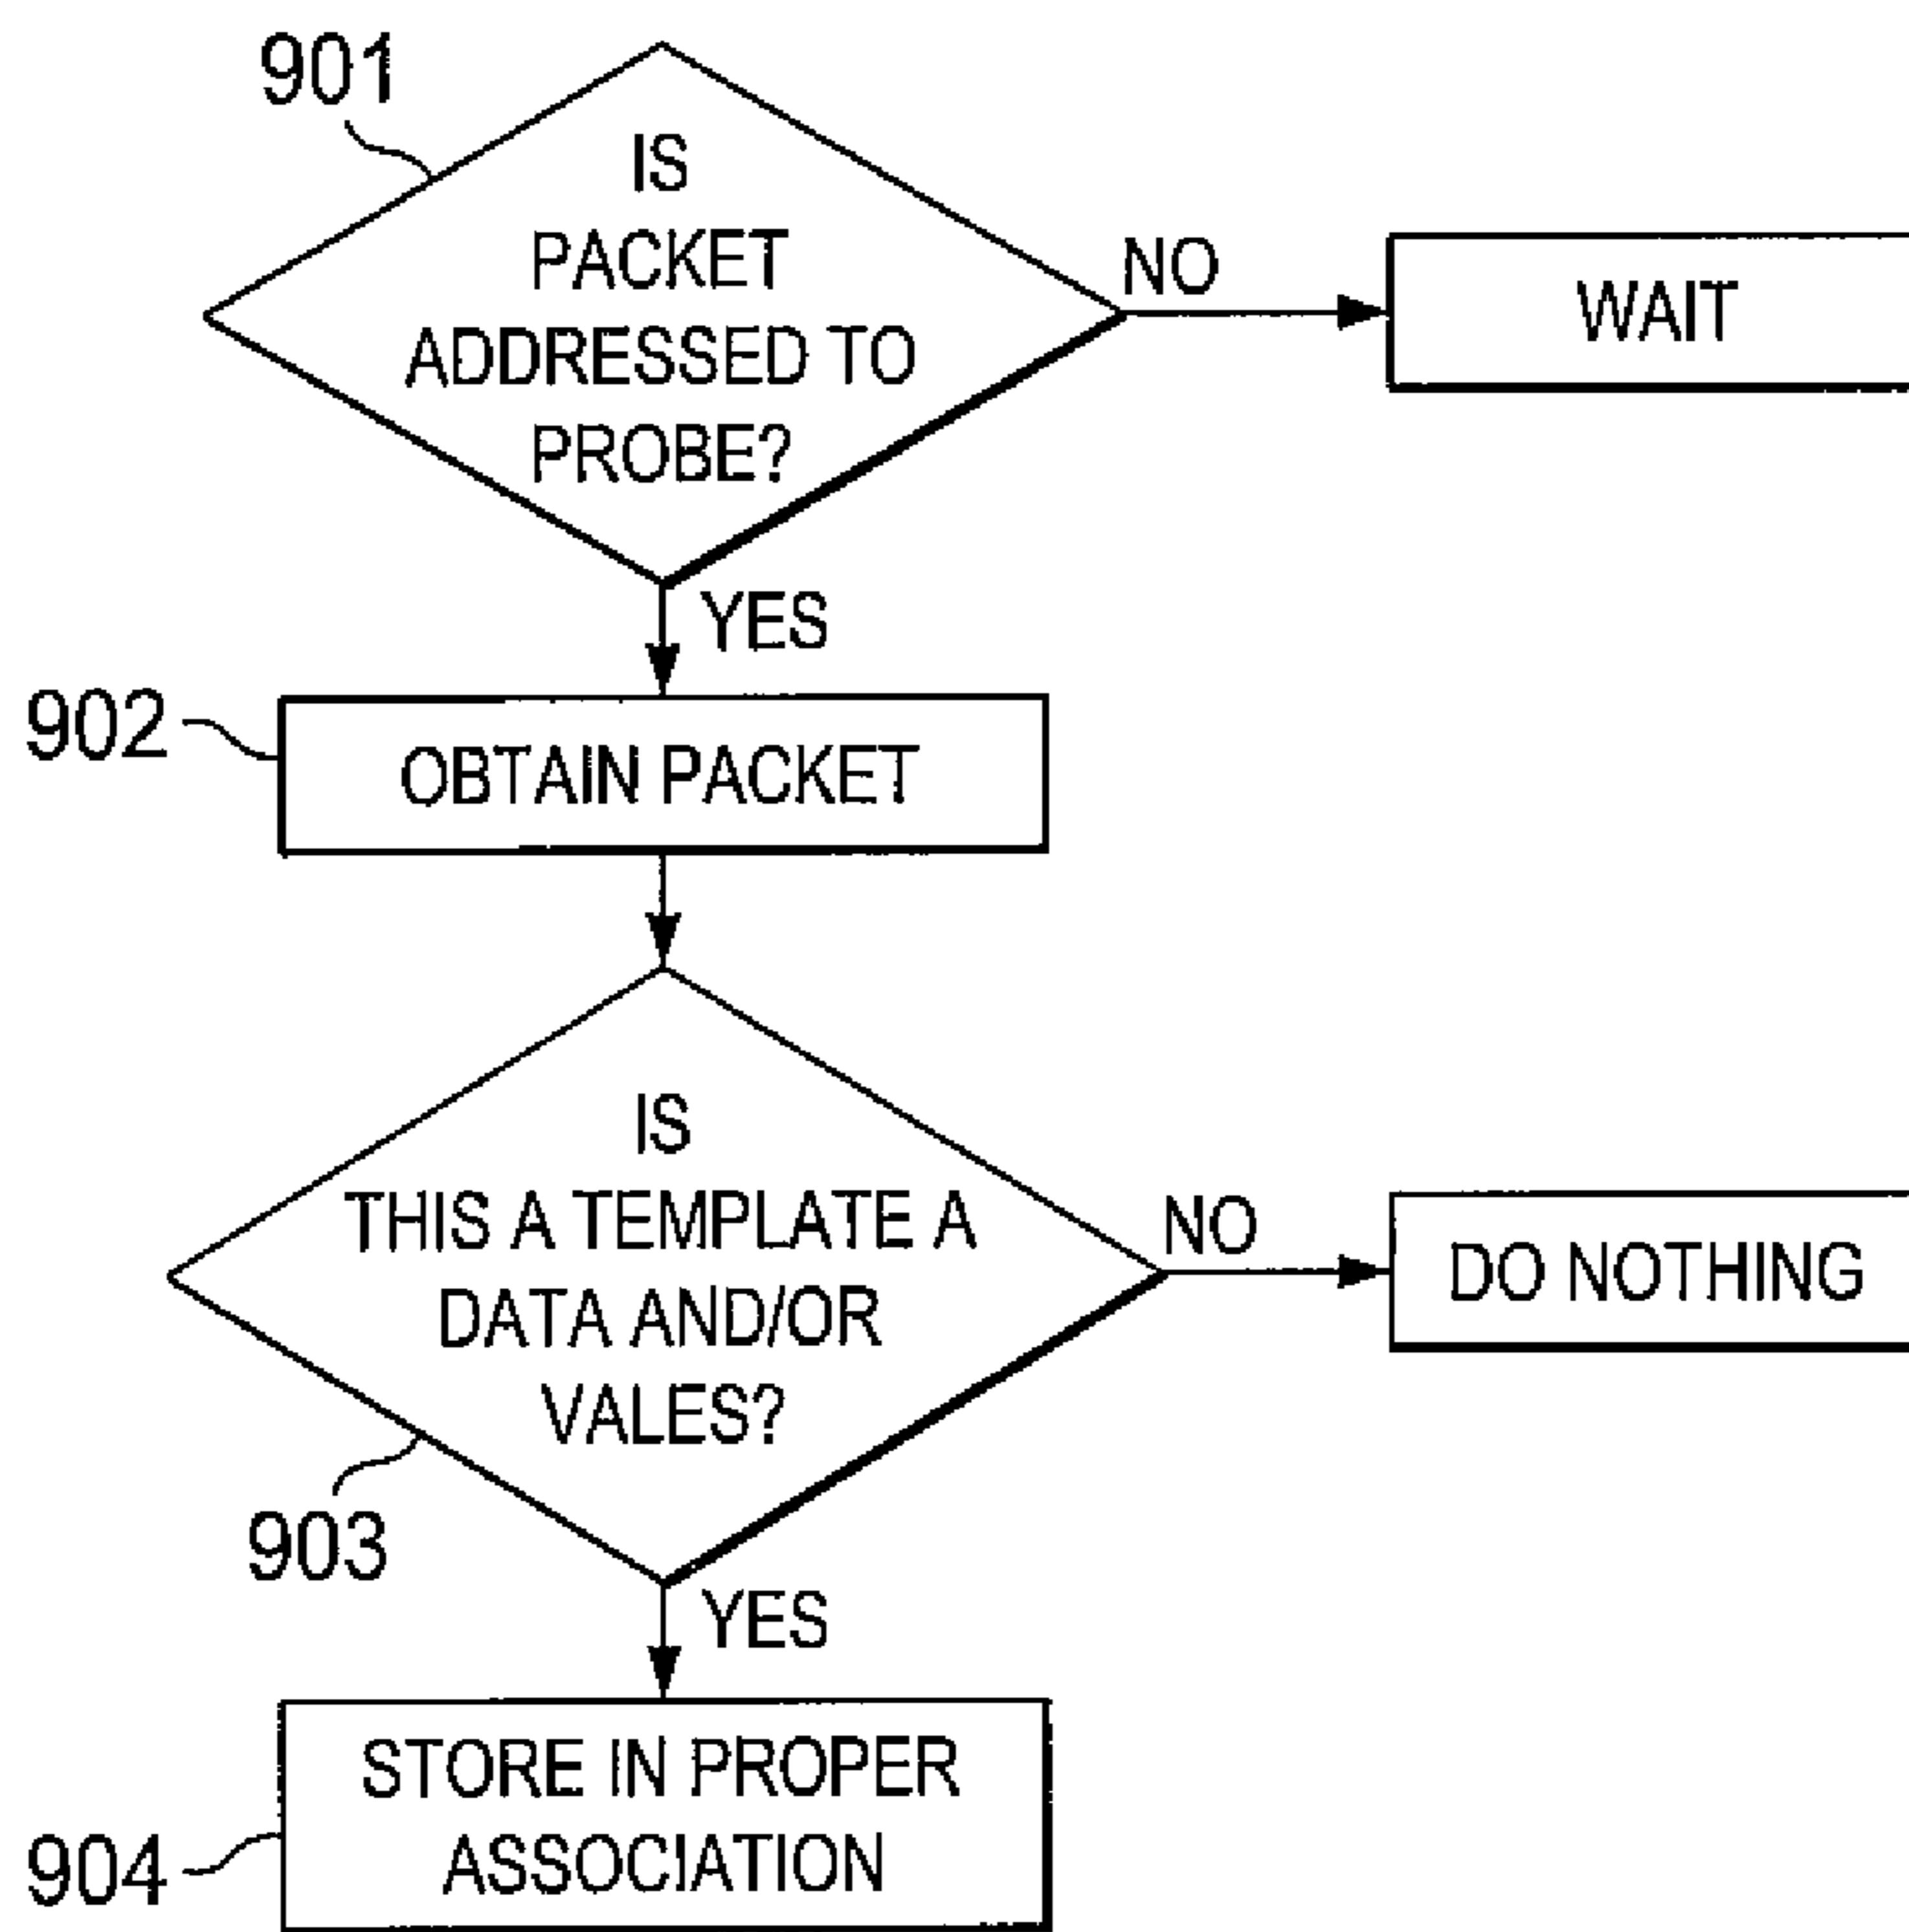 901
IS
PACKET
ADDRESSED TO
PROBE?
NO
WAIT
YES
902
OBTAIN PACKET
IS
THIS A TEMPLATE A
DATA AND/OR
VALES?
NO
DO NOTHING
903
YES
STORE IN PROPER
ASSOCIATION
904